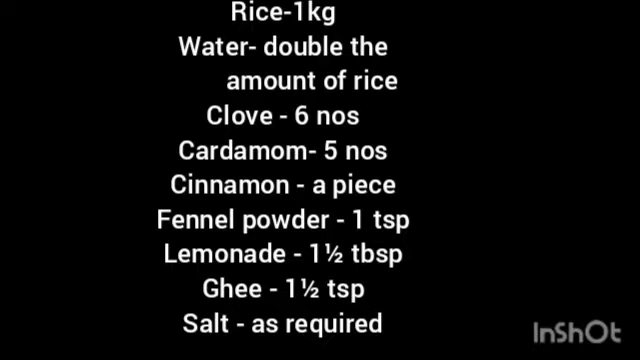 Rice-1kg
Water- double the
amount of rice
Clove - 6 nos
Cardamom- 5 nos
Cinnamon - a piece
Fennel powder - 1 tsp
Lemonade - 1½ tbsp
Ghee - 1½ tsp
Salt - as required
InShOt